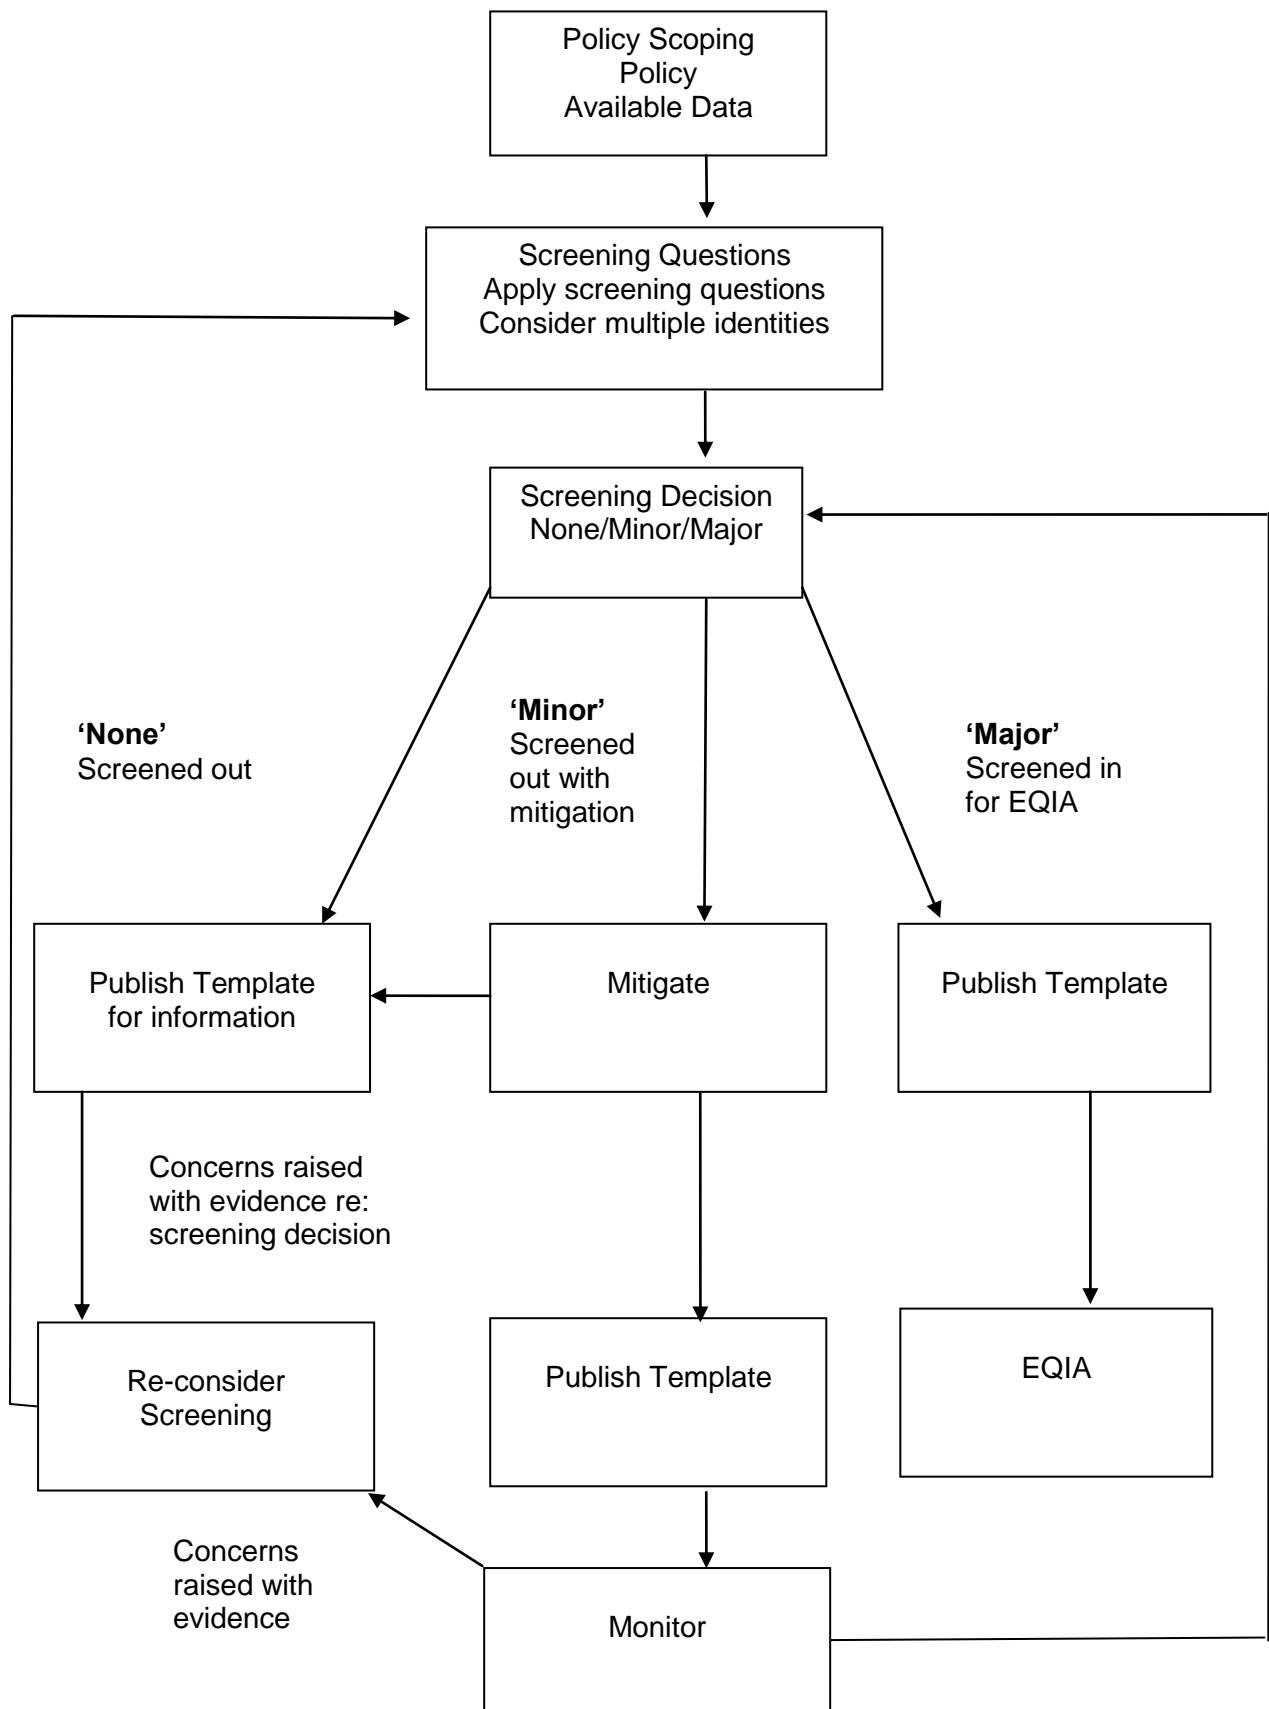 Policy Scoping
Policy
Available Data
Screening Questions
Apply screening questions
Consider multiple identities
Screening Decision
None/Minor/Major
‘None’
Screened out
‘Minor’
Screened
out with
mitigation
‘Major’
Screened in
for EQIA
Publish Template
for information
Mitigate
Publish Template
Concerns raised
with evidence re:
screening decision
Re-consider
Screening
Publish Template
EQIA
Concerns
raised with
evidence
Monitor